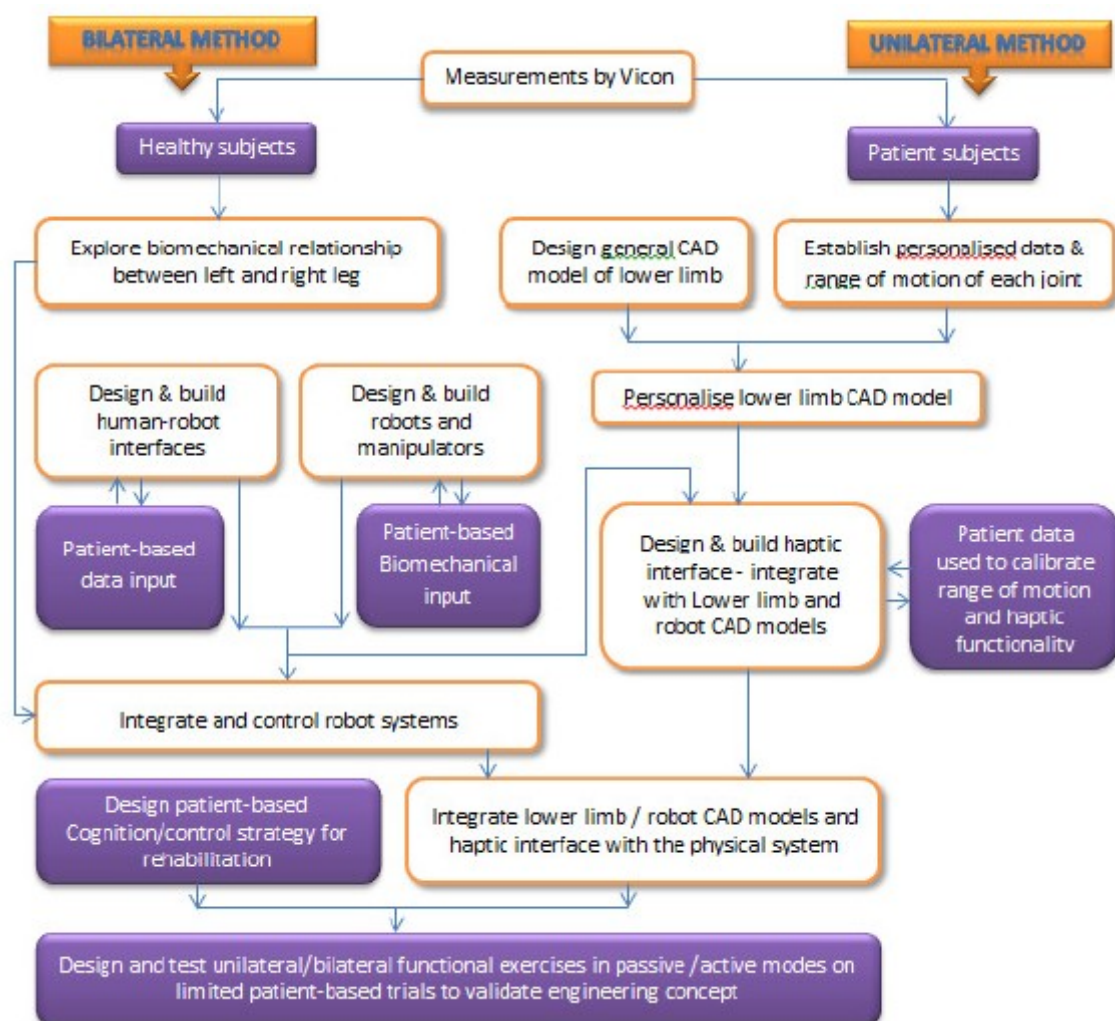 BILATERAL METHOD
UNILATERAL METHOD
Measurements by Vicon
Healthy subjects
Patient subjects
Explore biomechanical relationship
between left and right leg
Design general CAD
model of lower limb
Establish personalised data &
range of motion of each joint
Design & build
human-robot
interfaces
Design & build
robots and
manipulators
Personalise lower limb CAD model
Patient-based
data input
Patient-based
Biomechanical
input
Design & build haptic
interface - integrate
with Lower limb and
robot CAD models
Patient data
used to calibrate
range of motion
and haptic
functionality
Integrate and control robot systems
Design patient-based
Cognition/control strategy for
rehabilitation
Integrate lower limb / robot CAD models and
haptic interface with the physical system
Design and test unilateral/bilateral functional exercises in passive /active modes on
limited patient-based trials to validate engineering concept